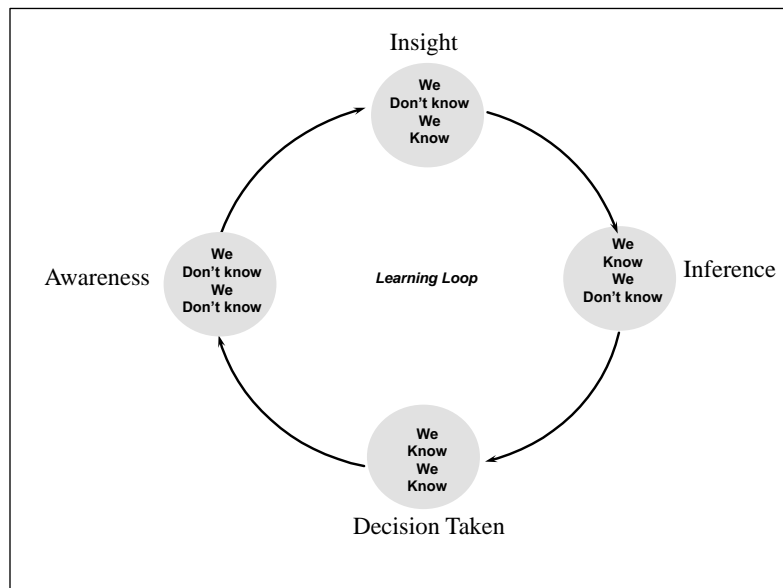 Insight
We
Don’t know
We
Know
Awareness
We
Don’t know
We
Don’t know
Learning Loop
We
Know
We
Don’t know
Inference
We
Know
We
Know
Decision Taken